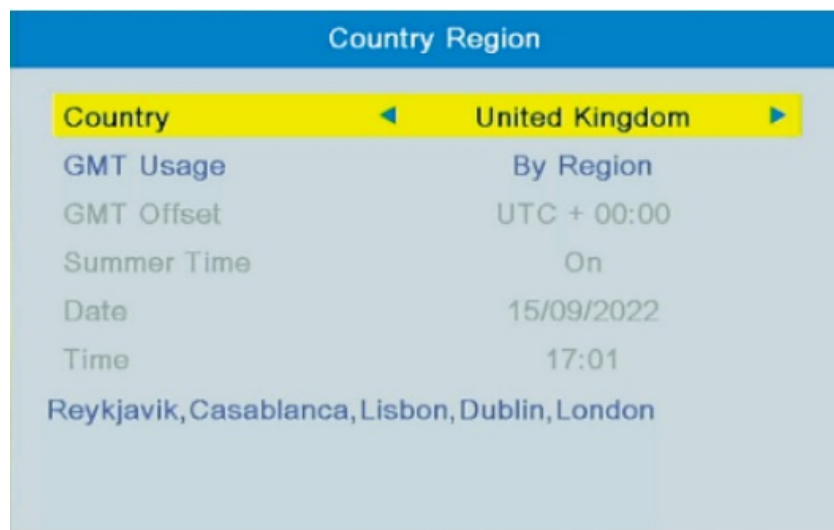 Country Region
Country United Kingdom
GMT Usage By Region
GMT Offset UTC + 00:00
Summer Time On
Date 15/09/2022
Time 17:01
Reykjavik,Casablanca,Lisbon,Dublin,London